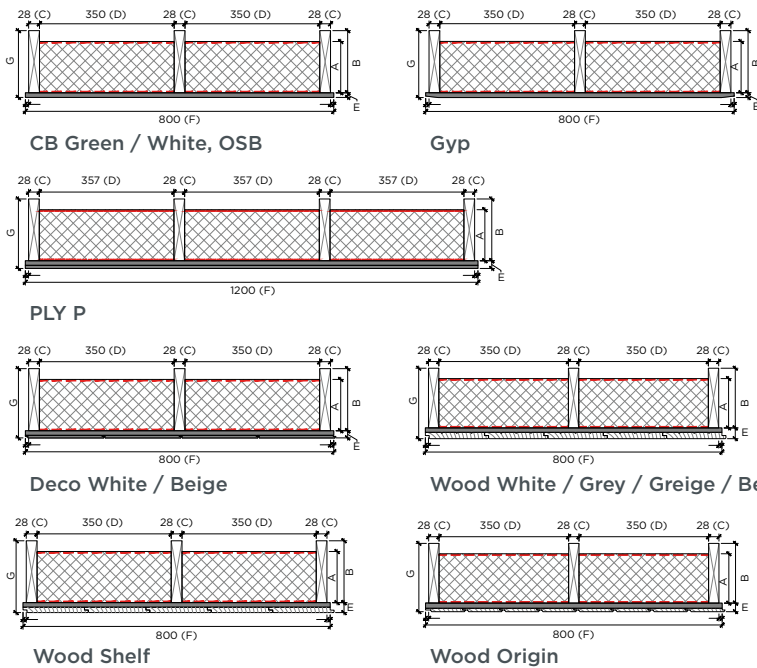 28 (C) 350 (D) 28 (C) 350 (D) 28 (C)
G A B E
800 (F)
CB Green / White, OSB
28 (C) 350 (D) 28 (C) 350 (D) 28 (C)
G A B E
800 (F)
Gyp
28 (C) 357 (D) 28 (C) 357 (D) 28 (C) 357 (D) 28 (C)
G A B E
1200 (F)
PLY P
28 (C) 350 (D) 28 (C) 350 (D) 28 (C)
G A B E
800 (F)
Deco White / Beige
28 (C) 350 (D) 28 (C) 350 (D) 28 (C)
G A B E
800 (F)
Wood White / Grey / Greige / Be
28 (C) 350 (D) 28 (C) 350 (D) 28 (C)
G A B E
800 (F)
Wood Shelf
28 (C) 350 (D) 28 (C) 350 (D) 28 (C)
G A B E
800 (F)
Wood Origin